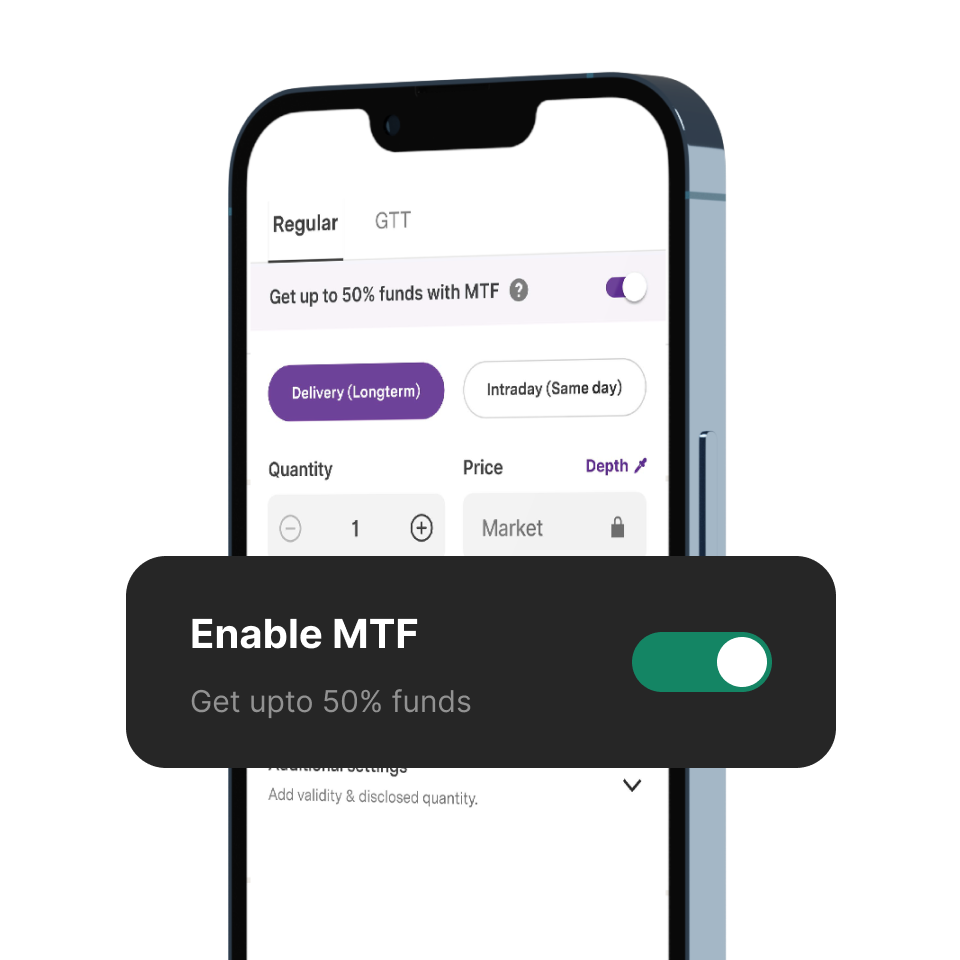 Regular GTT
Get up to 50% funds with MTF ?
Delivery (Longterm) Intraday (Same day)
Quantity Price Depth
1 Market
Enable MTF
Get upto 50% funds
Additional settings
Add validity & disclosed quantity.